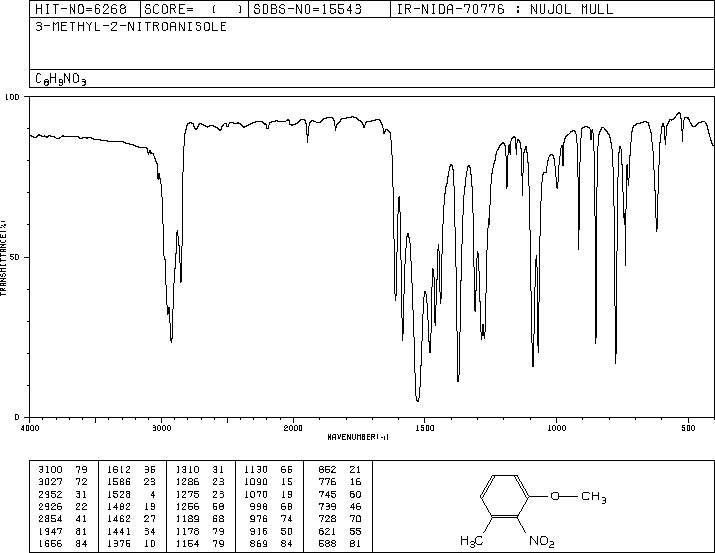 HIT-NO=6268 SCORE= ( ) SDBS-NO=15543 IR-NIDA-70776 : NUJOL MULL
3-METHYL-2-NITROANISOLE
C8H9NO3
100
50
0
TRANSMITTANCE(%)
4000 3000 2000 1500 1000 500
WAVENUMBER(-1)
3100 79 1612 36 1310 31 1130 66 852 21
3027 72 1586 23 1286 23 1090 15 776 16
2952 31 1528 4 1275 23 1070 19 745 60
2926 22 1482 19 1256 60 998 68 739 46
2854 41 1462 27 1189 68 976 74 728 70
1947 81 1441 34 1178 79 916 50 621 55
1656 84 1376 10 1154 79 869 84 588 81
O CH3
H3C NO2